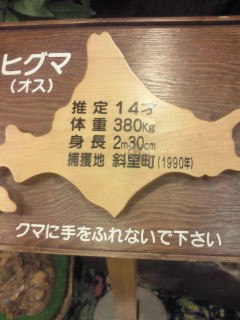 ヒグマ
(オス)
推定 14才
体重 380Kg
身長 2m30cm
捕獲地 斜里町(1990年)
クマに手をふれないで下さい